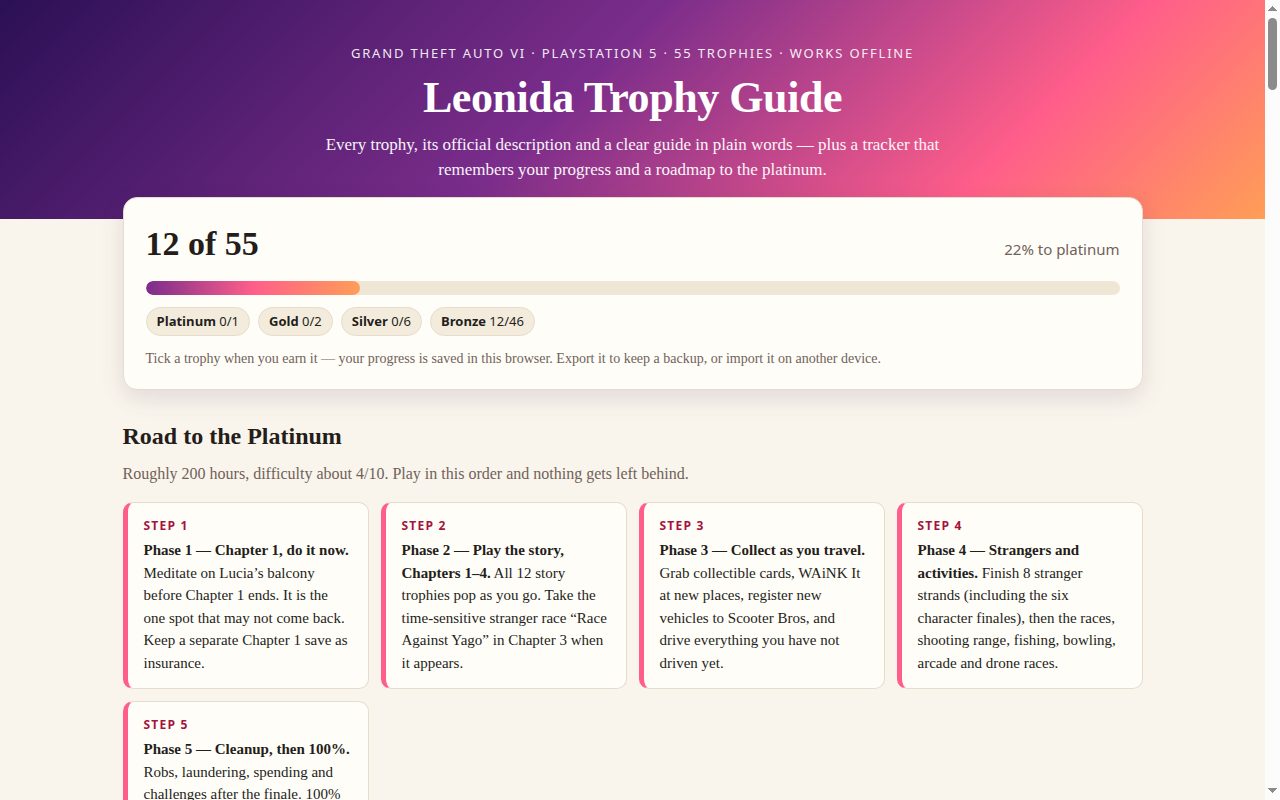 GRAND THEFT AUTO VI · PLAYSTATION 5 · 55 TROPHIES · WORKS OFFLINE
Leonida Trophy Guide
Every trophy, its official description and a clear guide in plain words — plus a tracker that
remembers your progress and a roadmap to the platinum.
12 of 55
22% to platinum
Platinum 0/1
Gold 0/2
Silver 0/6
Bronze 12/46
Tick a trophy when you earn it — your progress is saved in this browser. Export it to keep a backup, or import it on another device.
Road to the Platinum
Roughly 200 hours, difficulty about 4/10. Play in this order and nothing gets left behind.
STEP 1
Phase 1 — Chapter 1, do it now.
Meditate on Lucia’s balcony
before Chapter 1 ends. It is the
one spot that may not come back.
Keep a separate Chapter 1 save as
insurance.
STEP 2
Phase 2 — Play the story,
Chapters 1–4. All 12 story
trophies pop as you go. Take the
time-sensitive stranger race “Race
Against Yago” in Chapter 3 when
it appears.
STEP 3
Phase 3 — Collect as you travel.
Grab collectible cards, WAiNK It
at new places, register new
vehicles to Scooter Bros, and
drive everything you have not
driven yet.
STEP 4
Phase 4 — Strangers and
activities. Finish 8 stranger
strands (including the six
character finales), then the races,
shooting range, fishing, bowling,
arcade and drone races.
STEP 5
Phase 5 — Cleanup, then 100%.
Robs, laundering, spending and
challenges after the finale. 100%